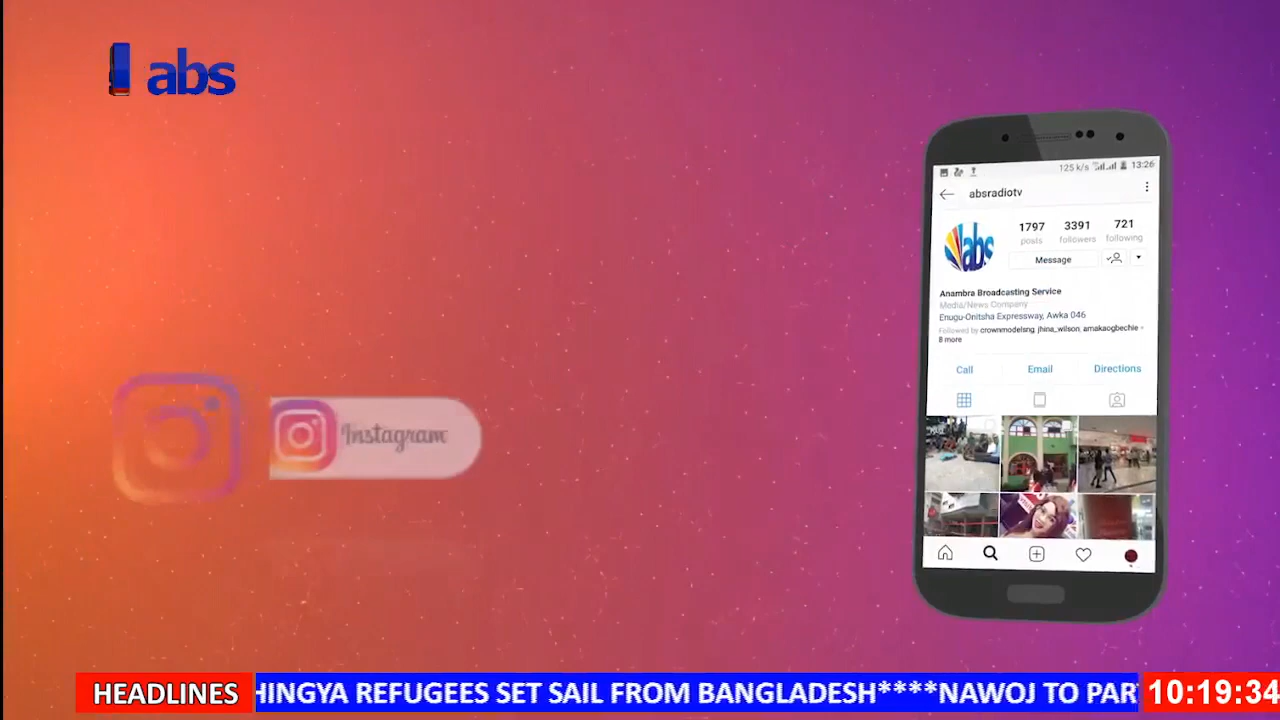 abs
125 k/s
13:26
absradiotv
1797 3391 721
posts followers following
abs
Message
Anambra Broadcasting Service
Media/News Company
Enugu-Onitsha Expressway, Awka 046
Followed by crownmodelsng, jhina_wilson, amakaogbechie +
8 more
Call Email Directions
Instagram
HEADLINES HINGYA REFUGEES SET SAIL FROM BANGLADESH****NAWOJ TO PAR 10:19:34